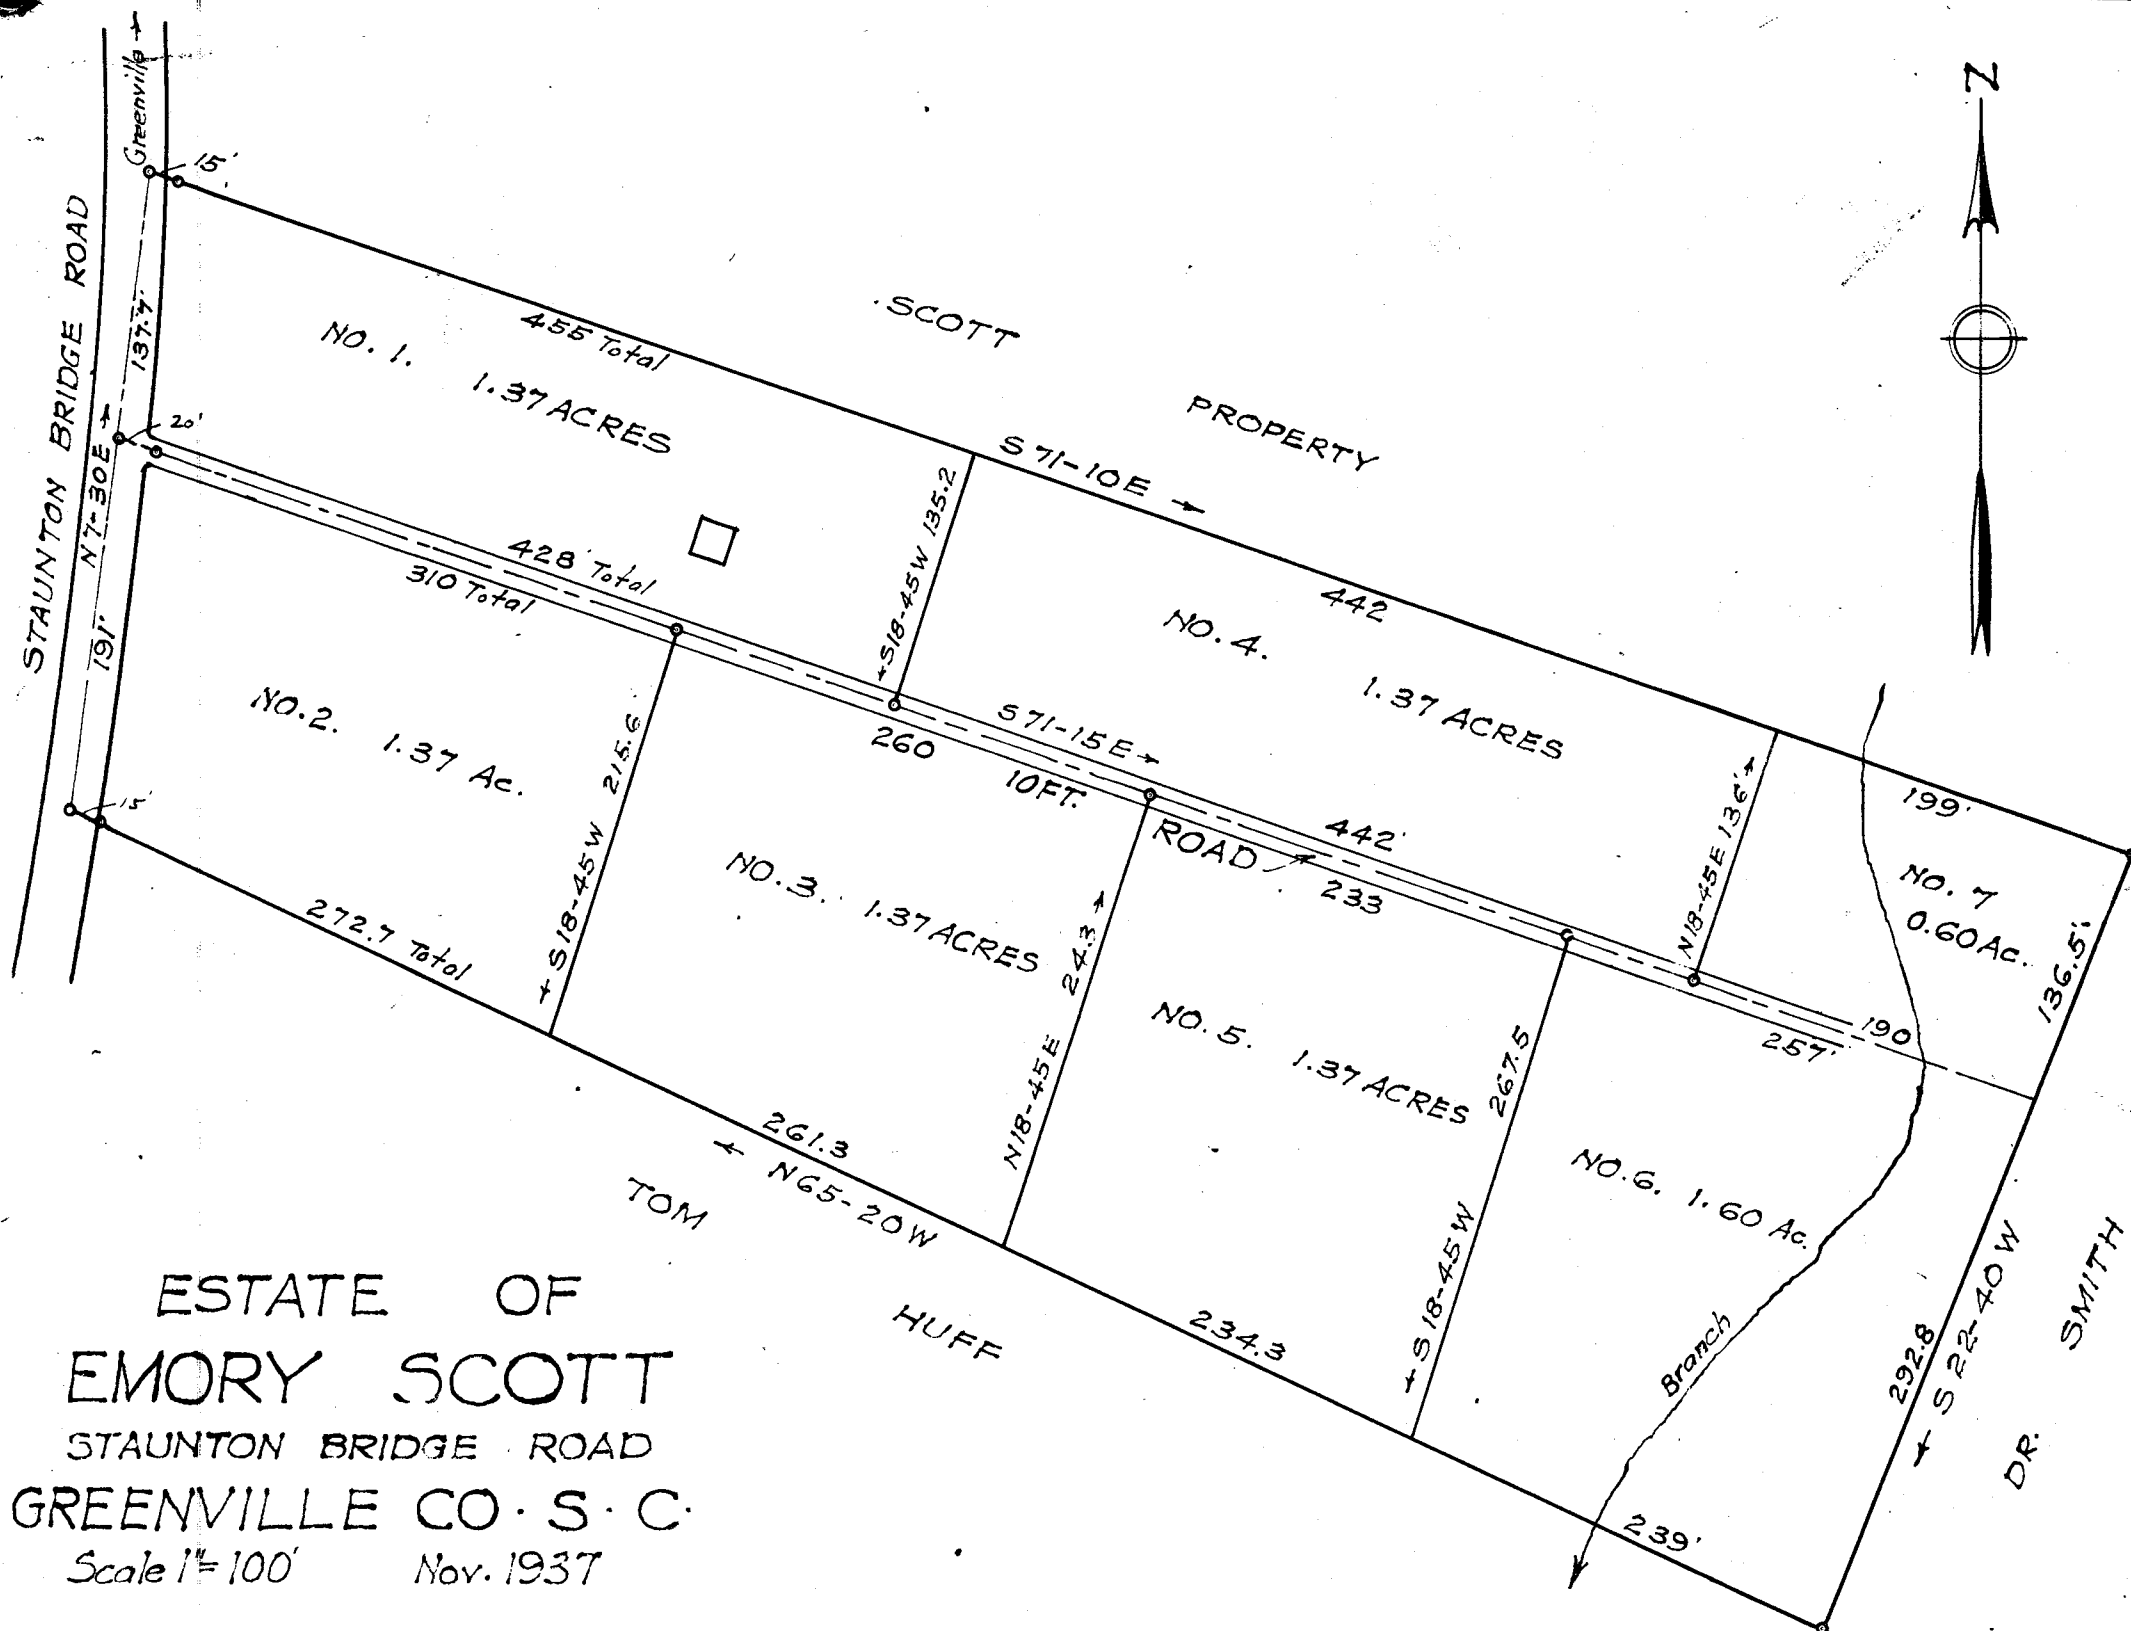 Greenville →
15'
STAUNTON BRIDGE ROAD
137.7'
N7-30E →
20'
191'
15'
NO. 1.
1.37 ACRES
455 Total
SCOTT
PROPERTY
S 71-10E →
N
428' Total
310 Total
← S18-45W 135.2
442
NO. 4.
1.37 ACRES
NO. 2.
1.37 Ac.
← S18-45W 215.6
260
S71-15E →
10FT.
ROAD
442'
233
N18-45E 136' →
199'
NO. 7
0.60 Ac.
136.5'
190
257'
272.7 Total
NO. 3.
1.37 ACRES
N18-45E 243 →
NO. 5.
1.37 ACRES
← S18-45W 267.5
NO. 6. 1.60 Ac.
261.3
← N65-20W
TOM
HUFF
234.3
239'
Branch
292.8
← S 22-40W
DR. SMITH
ESTATE OF
EMORY SCOTT
STAUNTON BRIDGE ROAD
GREENVILLE CO. S. C.
Scale 1"=100' Nov. 1937